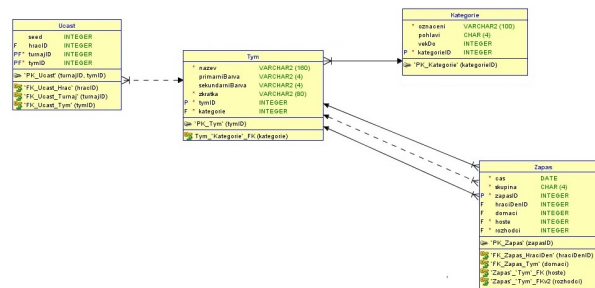 Ucast
seed INTEGER
F hracID INTEGER
PF* turnajID INTEGER
PF* tymID INTEGER
'PK_Ucast' (turnajID, tymID)
'FK_Ucast_Hrac' (hracID)
'FK_Ucast_Turnaj' (turnajID)
'FK_Ucast_Tym' (tymID)
Tym
* nazev VARCHAR2 (160)
primarniBarva VARCHAR2 (4)
sekundarniBarva VARCHAR2 (4)
* zkratka VARCHAR2 (80)
P * tymID INTEGER
F * kategorie INTEGER
'PK_Tym' (tymID)
Tym_'Kategorie'_FK (kategorie)
Kategorie
* oznaceni VARCHAR2 (100)
pohlavi CHAR (4)
vekDo INTEGER
P * kategorieID INTEGER
'PK_Kategorie' (kategorieID)
Zapas
* cas DATE
* skupina CHAR (4)
P * zapasID INTEGER
F hraciDenID INTEGER
F domaci INTEGER
F * hoste INTEGER
F * rozhodci INTEGER
'PK_Zapas' (zapasID)
'FK_Zapas_HraciDen' (hraciDenID)
'FK_Zapas_Tym' (domaci)
'Zapas'_'Tym'_FK (hoste)
'Zapas'_'Tym'_FKv2 (rozhodci)